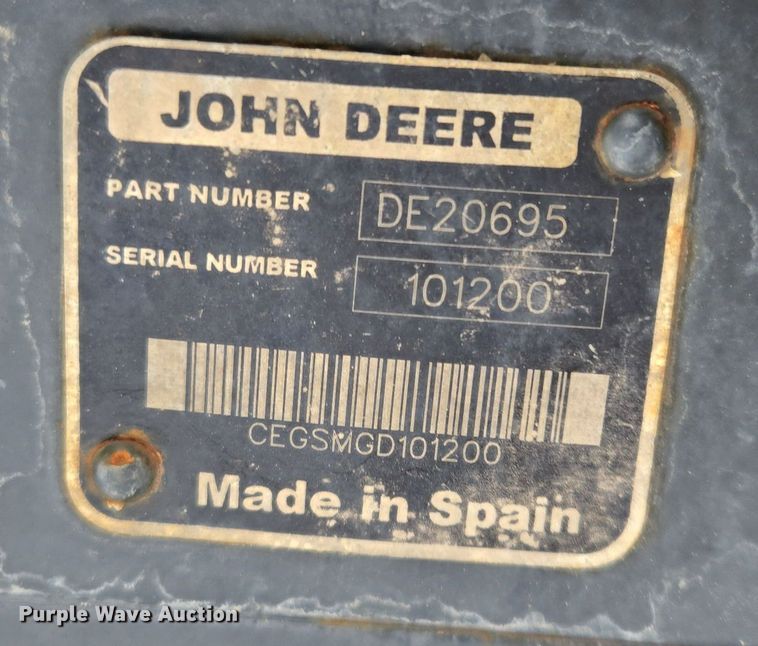 JOHN DEERE
PART NUMBER DE20695
SERIAL NUMBER 101200
CEGSMGD101200
Made in Spain
Purple Wave Auction